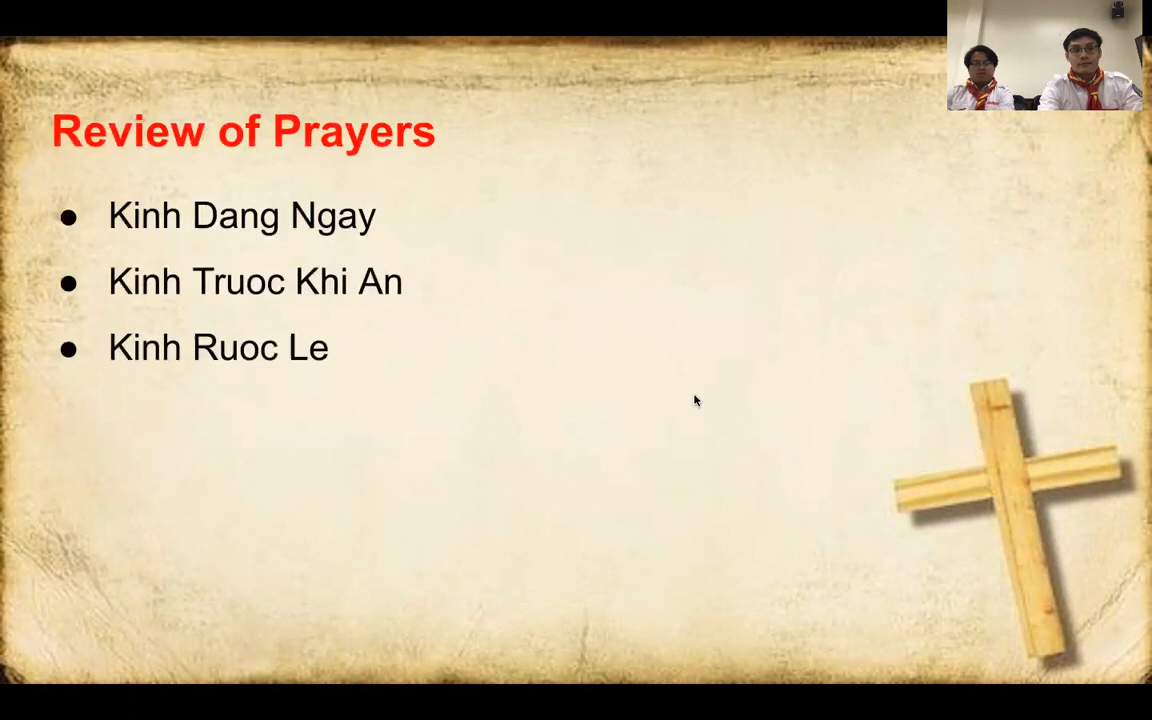 Review of Prayers
● Kinh Dang Ngay
● Kinh Truoc Khi An
● Kinh Ruoc Le